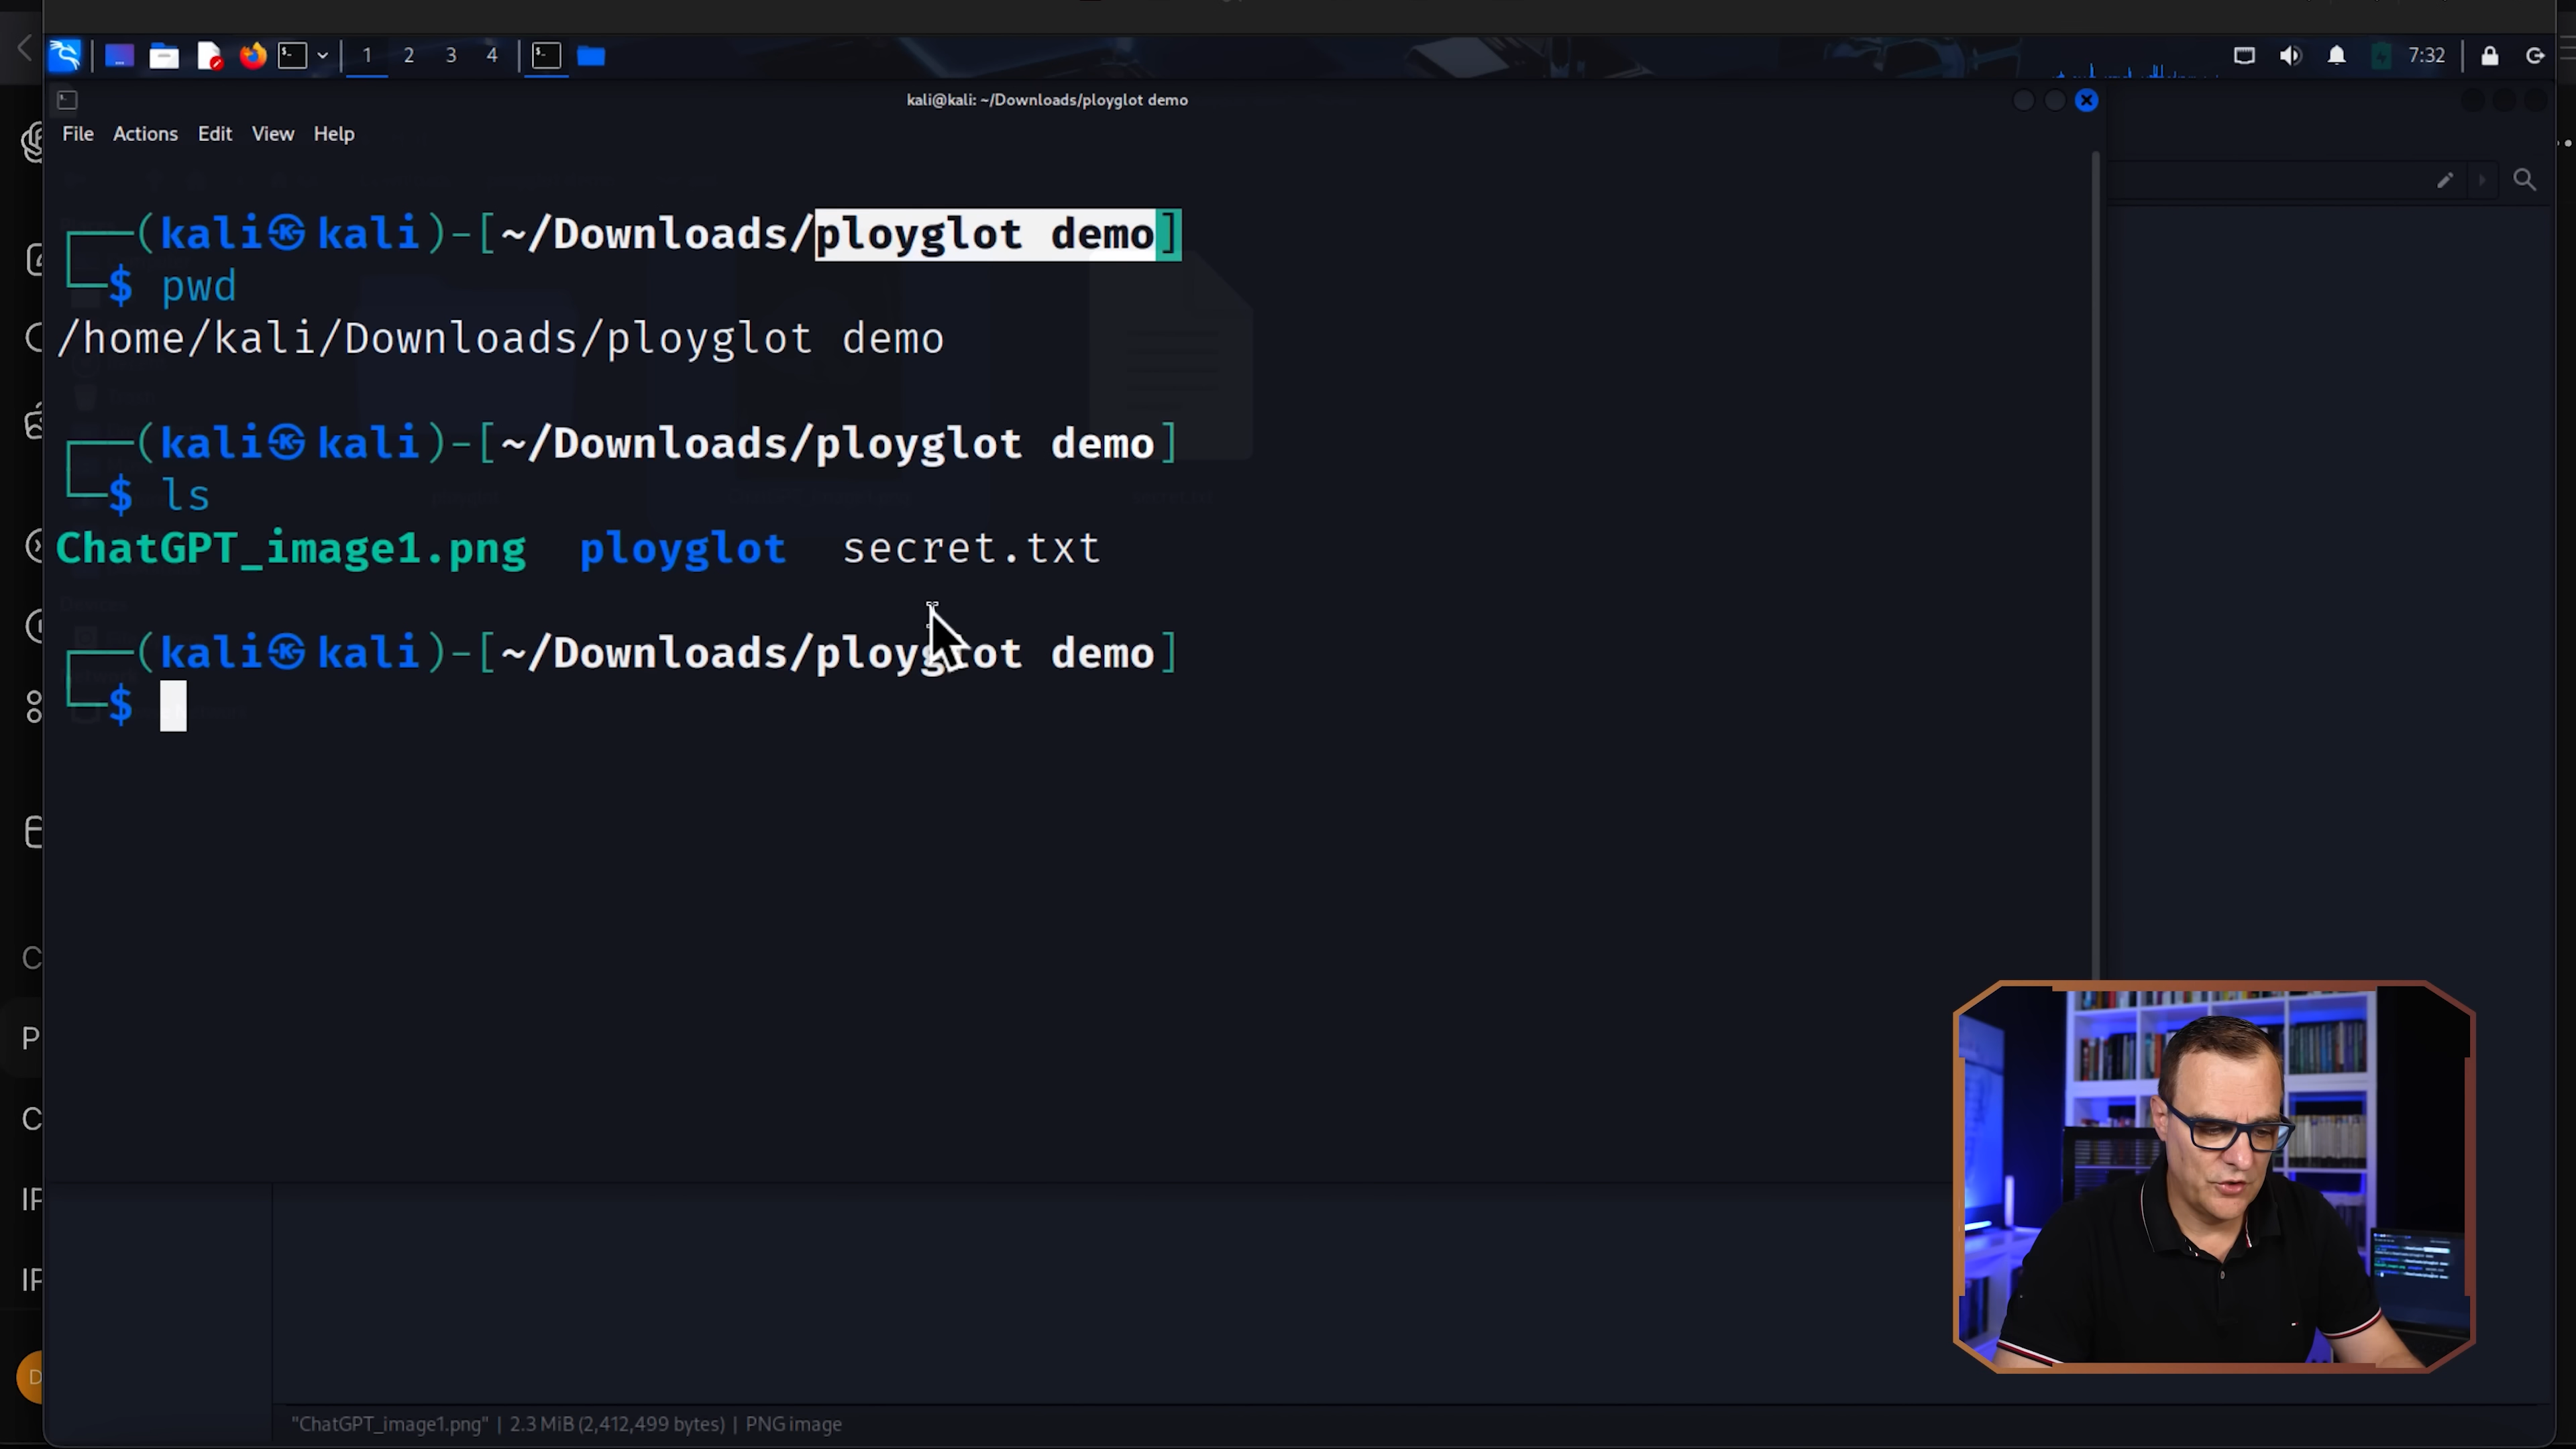 1 2 3 4
7:32
kali@kali: ~/Downloads/ployglot demo
File Actions Edit View Help
(kali㉿kali)-[~/Downloads/ployglot demo]
$ pwd
/home/kali/Downloads/ployglot demo
(kali㉿kali)-[~/Downloads/ployglot demo]
$ ls
ChatGPT_image1.png ployglot secret.txt
(kali㉿kali)-[~/Downloads/ployglot demo]
$
C
P
C
IF
IF
D
"ChatGPT_image1.png" | 2.3 MiB (2,412,499 bytes) | PNG image